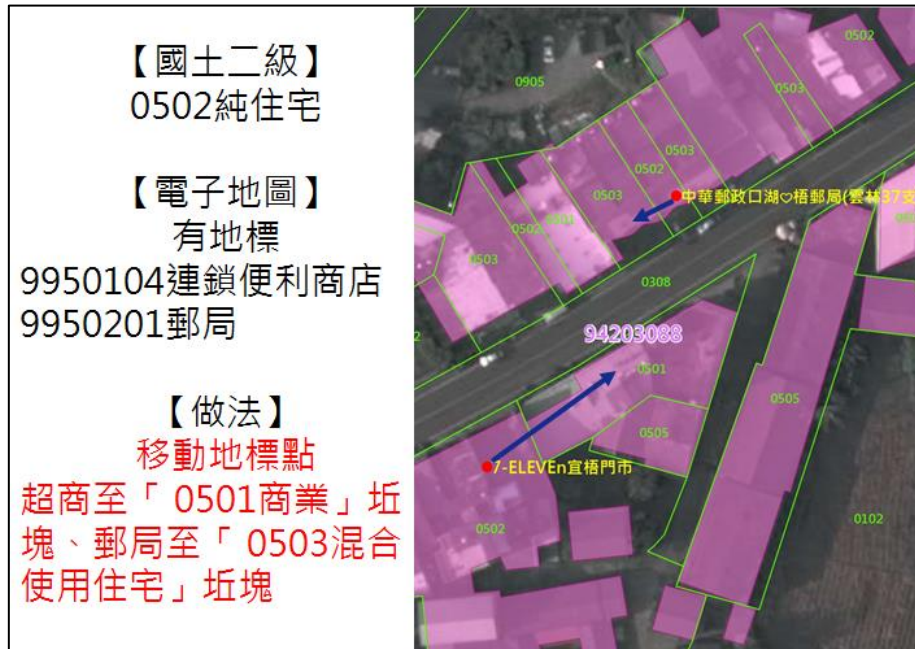 【國土二級】
0502純住宅
【電子地圖】
有地標
9950104連鎖便利商店
9950201郵局
【做法】
移動地標點
超商至「 0501商業」坵
塊、郵局至「 0503混合
使用住宅」坵塊
0502
0905
0503
0503
0502
0503
中華郵政口湖♡梧郵局(雲林37支
0502
0503
0308
94203088
0501
0505
0505
7-ELEVEn宜梧門市
0502
0102